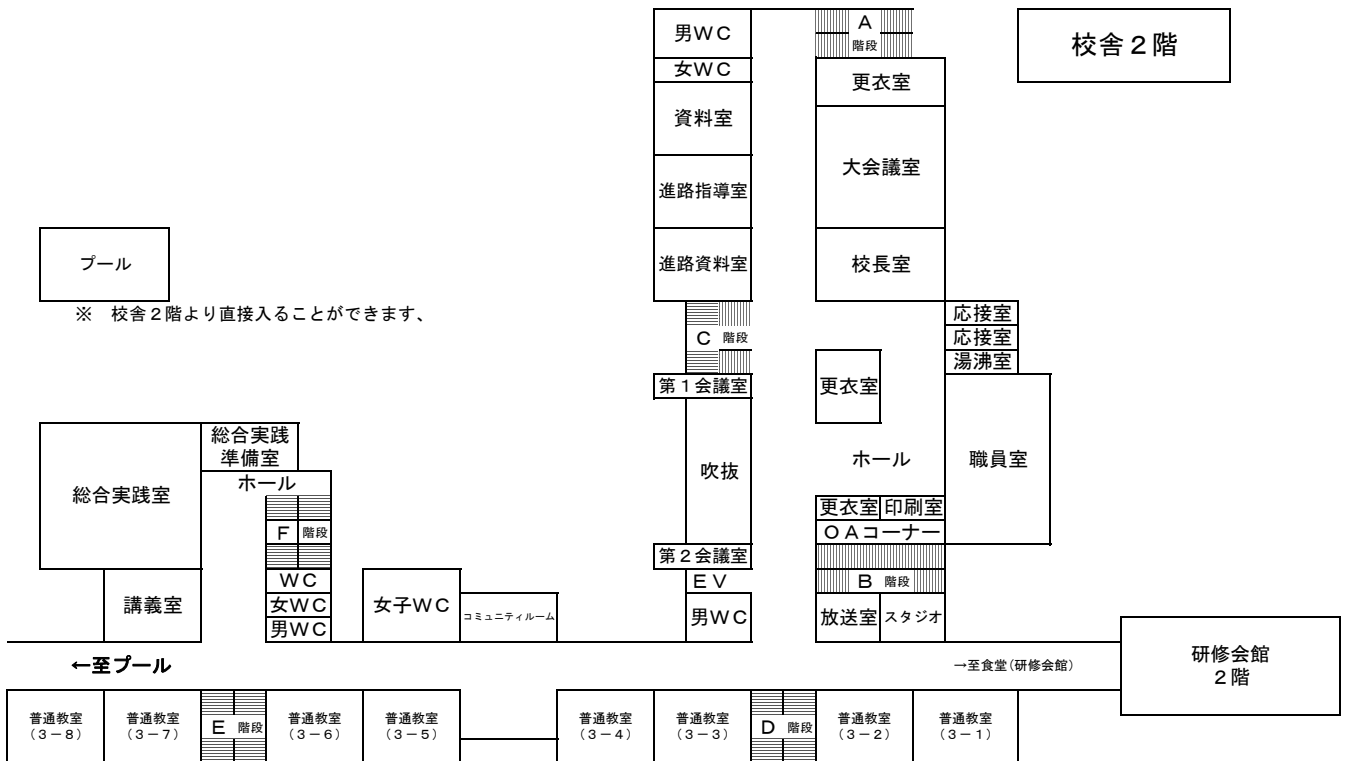 男ＷＣ
Ａ
階段
校舎２階
女ＷＣ
更衣室
資料室
大会議室
進路指導室
プール
進路資料室
校長室
※　校舎２階より直接入ることができます、
応接室
Ｃ　階段
応接室
湯沸室
第１会議室
更衣室
総合実践
準備室
総合実践室
ホール
吹抜
ホール
職員室
更衣室
印刷室
Ｆ　階段
ＯＡコーナー
第２会議室
ＷＣ
ＥＶ
Ｂ　階段
講義室
女ＷＣ
女子ＷＣ
コミュニティルーム
男ＷＣ
放送室
スタジオ
男ＷＣ
←至プール
→至食堂(研修会館)
研修会館
２階
普通教室
（３－８）
普通教室
（３－７）
Ｅ　階段
普通教室
（３－６）
普通教室
（３－５）
普通教室
（３－４）
普通教室
（３－３）
Ｄ　階段
普通教室
（３－２）
普通教室
（３－１）